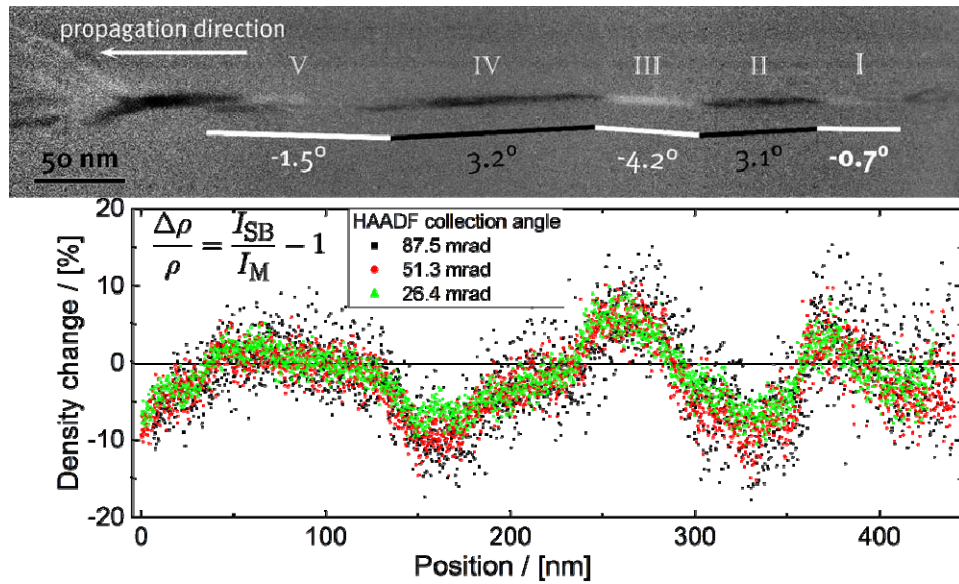 propagation direction
V IV III II I
-1.5° 3.2° -4.2° 3.1° -0.7°
50 nm
Δρ/ρ = I_SB/I_M − 1
HAADF collection angle
87.5 mrad
51.3 mrad
26.4 mrad
Density change / [%]
20
10
0
-10
-20
0 100 200 300 400
Position / [nm]